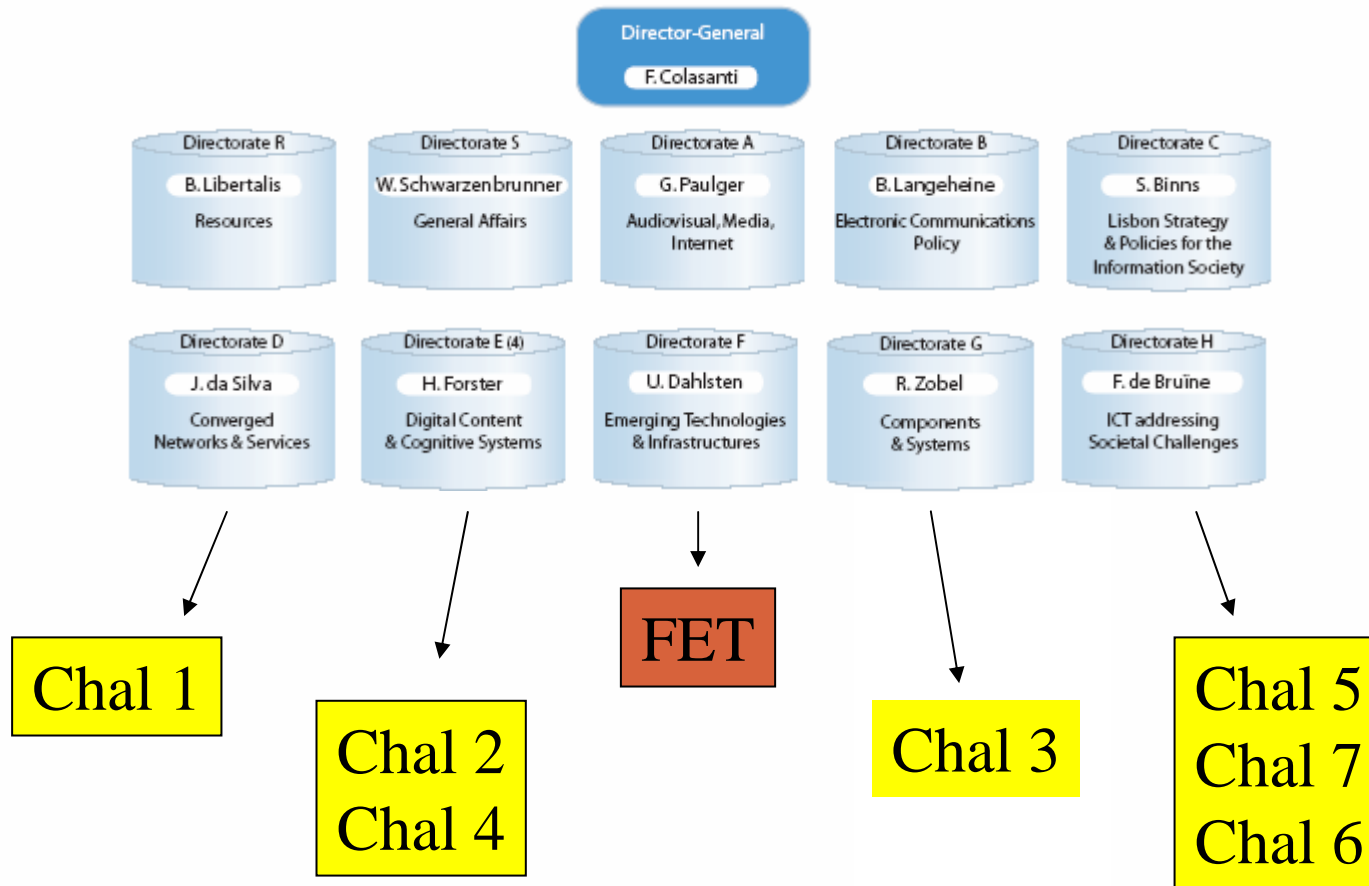 Director-General
F. Colasanti
Directorate R
B. Libertalis
Resources
Directorate S
W. Schwarzenbrunner
General Affairs
Directorate A
G. Paulger
Audiovisual, Media,
Internet
Directorate B
B. Langeheine
Electronic Communications
Policy
Directorate C
S. Binns
Lisbon Strategy
& Policies for the
Information Society
Directorate D
J. da Silva
Converged
Networks & Services
Directorate E (4)
H. Forster
Digital Content
& Cognitive Systems
Directorate F
U. Dahlsten
Emerging Technologies
& Infrastructures
Directorate G
R. Zobel
Components
& Systems
Directorate H
F. de Bruïne
ICT addressing
Societal Challenges
Chal 1
Chal 2
Chal 4
FET
Chal 3
Chal 5
Chal 7
Chal 6